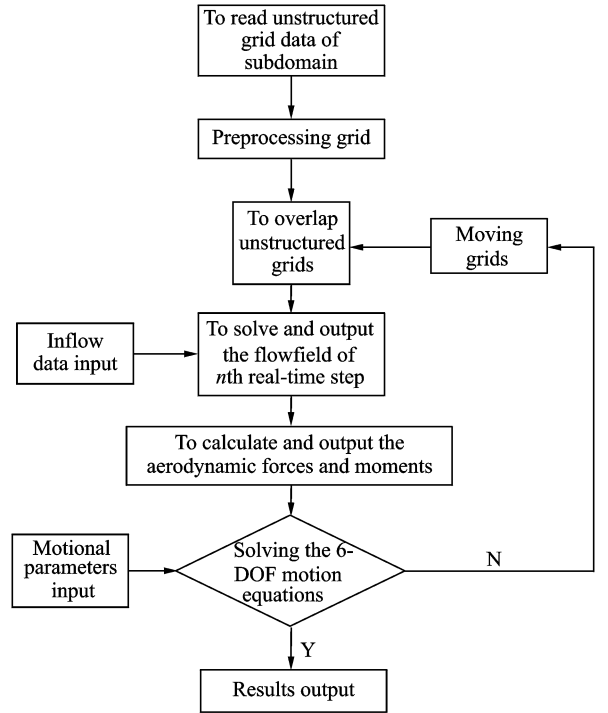 To read unstructured
grid data of
subdomain
Preprocessing grid
To overlap
unstructured
grids
Moving
grids
Inflow
data input
To solve and output
the flowfield of
nth real-time step
To calculate and output the
aerodynamic forces and moments
Motional
parameters
input
Solving the 6-
DOF motion
equations
N
Y
Results output